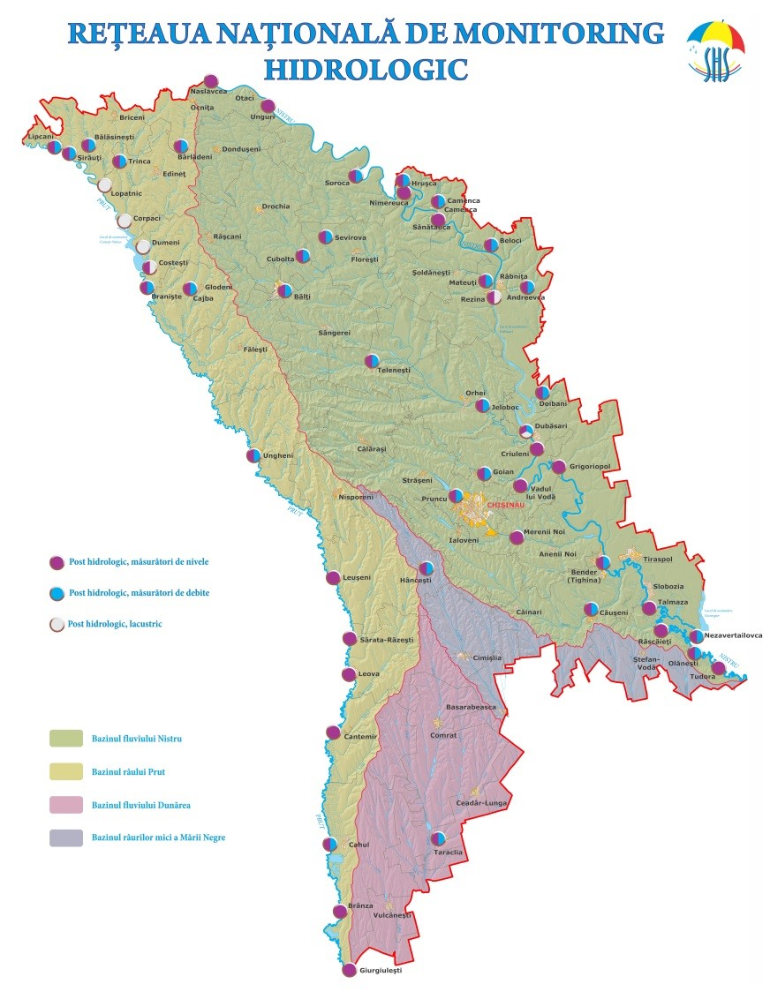 REȚEAUA NAȚIONALĂ DE MONITORING
HIDROLOGIC
SHS
Naslavcea
Otaci
Ocnița
Unguri
NISTRU
Briceni
Lipcani
Bălăsinești
Șirăuți
Trinca
Bârlădeni
Dondușeni
Edineț
Lopatnic
PRUT
Soroca
Hrușca
Nimereuca
Camenca
Camenca
Sănătăuca
NISTRU
Drochia
Corpaci
Dumeni
Râșcani
Sevirova
Beloci
Costești
Cubolta
Florești
Șoldănești
Mateuți
Râbnița
Rezina
Andreevca
Braniște
Glodeni
Cajba
Bălți
Sângerei
Fălești
Telenești
Orhei
Jeloboc
Doibani
Dubăsari
Criuleni
Călărași
Ungheni
Grigoriopol
Goian
Strășeni
Vadul
lui Vodă
Pruncu
CHIȘINĂU
Nisporeni
PRUT
Merenii Noi
Ialoveni
Anenii Noi
Tiraspol
Bender
(Tighina)
Slobozia
Hâncești
Leușeni
Talmaza
Căușeni
Căinari
Nezavertailovca
Răscăieți
Ștefan-
Vodă
Olănești
NISTRU
Tudora
Sărata-Răzești
Cimișlia
Leova
Basarabeasca
Comrat
Cantemir
Ceadâr-Lunga
PRUT
Cahul
Taraclia
Brânza
Vulcănești
Giurgiulești
Post hidrologic, măsurători de nivele
Post hidrologic, măsurători de debite
Post hidrologic, lacustric
Bazinul fluviului Nistru
Bazinul râului Prut
Bazinul fluviului Dunărea
Bazinul râurilor mici a Mării Negre